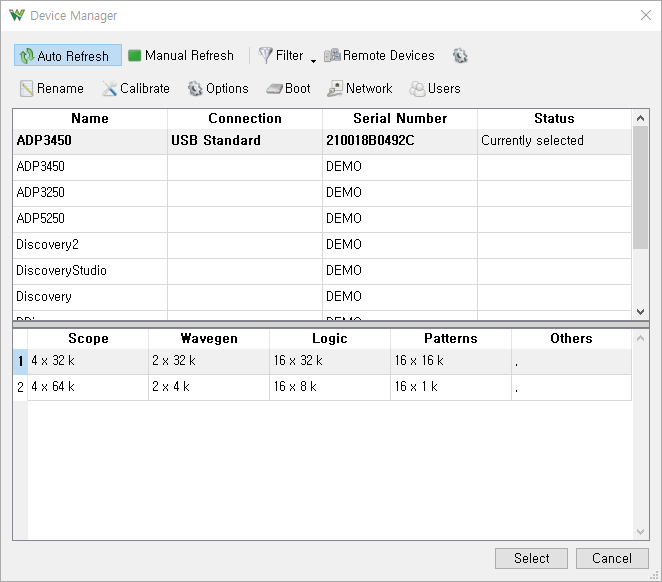 Device Manager
Auto Refresh Manual Refresh Filter Remote Devices
Rename Calibrate Options Boot Network Users
Name Connection Serial Number Status
ADP3450 USB Standard 210018B0492C Currently selected
ADP3450 DEMO
ADP3250 DEMO
ADP5250 DEMO
Discovery2 DEMO
DiscoveryStudio DEMO
Discovery DEMO
DEMO
Scope Wavegen Logic Patterns Others
1 4 x 32 k 2 x 32 k 16 x 32 k 16 x 16 k .
2 4 x 64 k 2 x 4 k 16 x 8 k 16 x 1 k .
Select Cancel